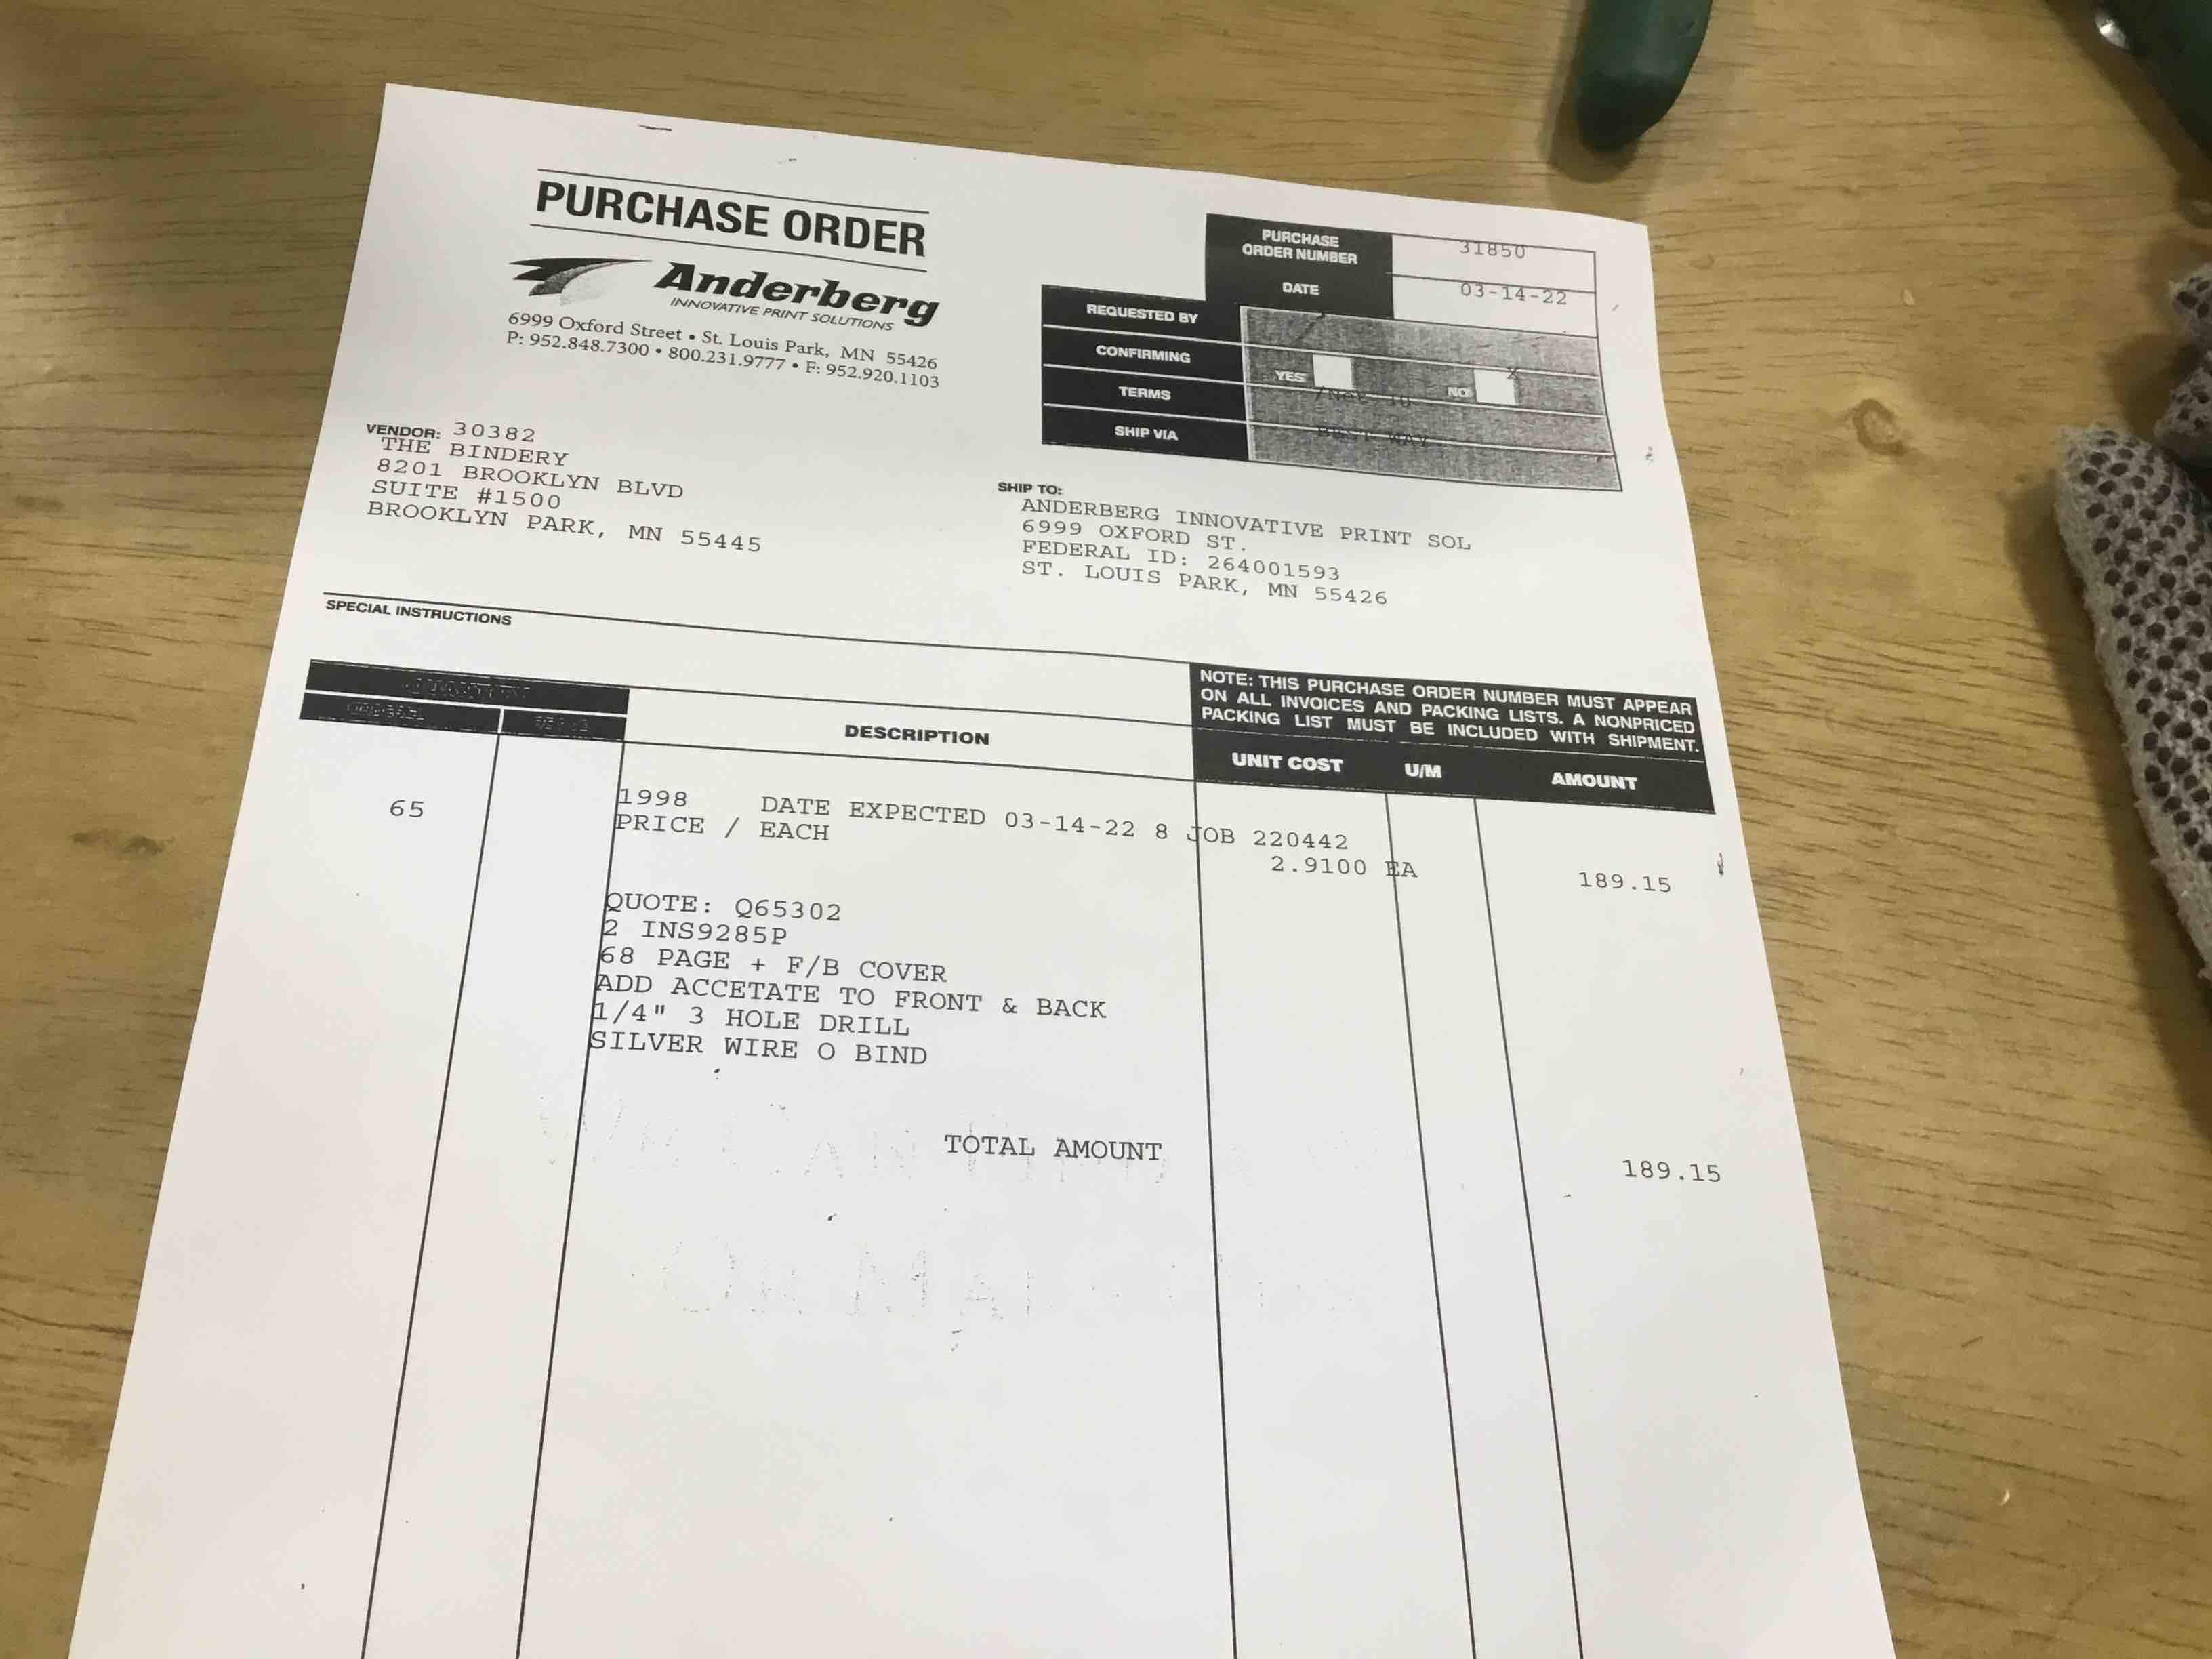 PURCHASE ORDER
Anderberg
INNOVATIVE PRINT SOLUTIONS
6999 Oxford Street • St. Louis Park, MN 55426
P: 952.848.7300 • 800.231.9777 • F: 952.920.1103
PURCHASE ORDER NUMBER 31850
DATE 03-14-22
REQUESTED BY
CONFIRMING YES NO X
TERMS /Net 10
SHIP VIA BEST WAY
VENDOR: 30382
THE BINDERY
8201 BROOKLYN BLVD
SUITE #1500
BROOKLYN PARK, MN 55445
SHIP TO:
ANDERBERG INNOVATIVE PRINT SOL
6999 OXFORD ST.
FEDERAL ID: 264001593
ST. LOUIS PARK, MN 55426
SPECIAL INSTRUCTIONS
NOTE: THIS PURCHASE ORDER NUMBER MUST APPEAR
ON ALL INVOICES AND PACKING LISTS. A NONPRICED
PACKING LIST MUST BE INCLUDED WITH SHIPMENT.
DESCRIPTION UNIT COST U/M AMOUNT
65 1998 DATE EXPECTED 03-14-22 8 JOB 220442
PRICE / EACH 2.9100 EA 189.15
QUOTE: Q65302
2 INS9285P
68 PAGE + F/B COVER
ADD ACCETATE TO FRONT & BACK
1/4" 3 HOLE DRILL
SILVER WIRE O BIND
TOTAL AMOUNT 189.15